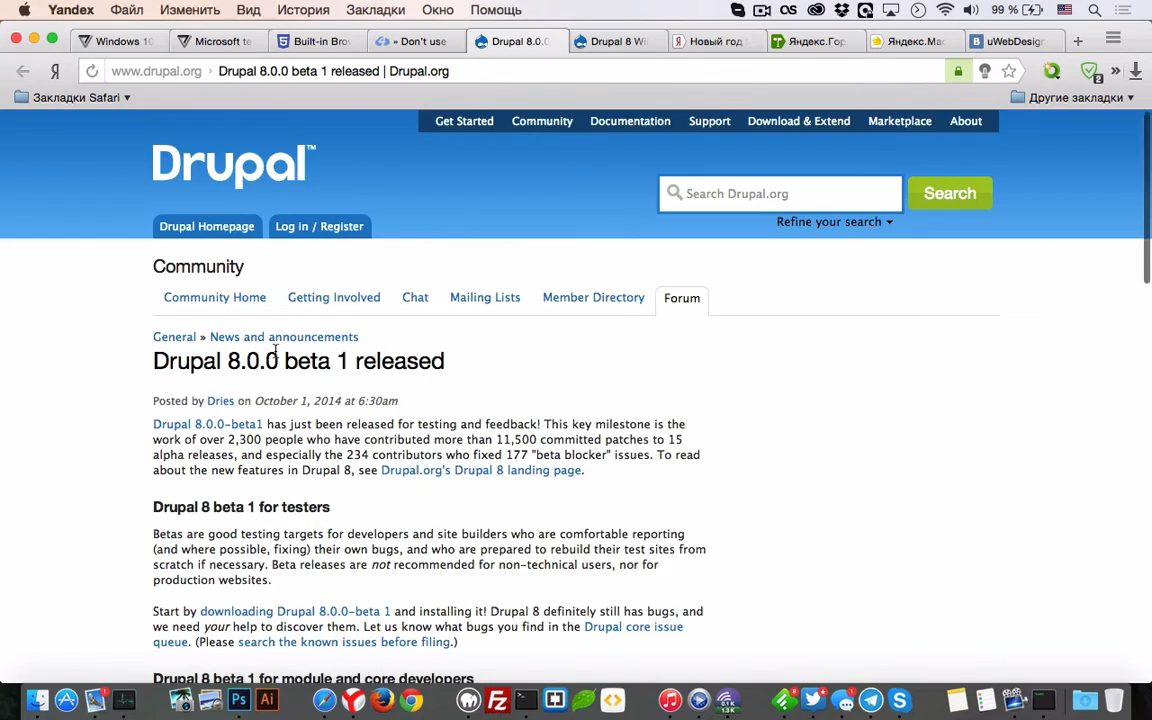 Yandex Файл Изменить Вид История Закладки Окно Помощь 99 %
Windows 10 Microsoft te Built-in Bro » Don't use Drupal 8.0.0 Drupal 8 Wi Новый год Яндекс.Гор Яндекс.Мас uWebDesign
Я www.drupal.org › Drupal 8.0.0 beta 1 released | Drupal.org 2
Закладки Safari Другие закладки
Get Started Community Documentation Support Download & Extend Marketplace About
Drupal™
Search Drupal.org Search
Refine your search
Drupal Homepage Log in / Register
Community
Community Home Getting Involved Chat Mailing Lists Member Directory Forum
General » News and announcements
Drupal 8.0.0 beta 1 released
Posted by Dries on October 1, 2014 at 6:30am
Drupal 8.0.0-beta1 has just been released for testing and feedback! This key milestone is the
work of over 2,300 people who have contributed more than 11,500 committed patches to 15
alpha releases, and especially the 234 contributors who fixed 177 "beta blocker" issues. To read
about the new features in Drupal 8, see Drupal.org's Drupal 8 landing page.
Drupal 8 beta 1 for testers
Betas are good testing targets for developers and site builders who are comfortable reporting
(and where possible, fixing) their own bugs, and who are prepared to rebuild their test sites from
scratch if necessary. Beta releases are not recommended for non-technical users, nor for
production websites.
Start by downloading Drupal 8.0.0-beta 1 and installing it! Drupal 8 definitely still has bugs, and
we need your help to discover them. Let us know what bugs you find in the Drupal core issue
queue. (Please search the known issues before filing.)
Drupal 8 beta 1 for module and core developers
Ps Ai Fz